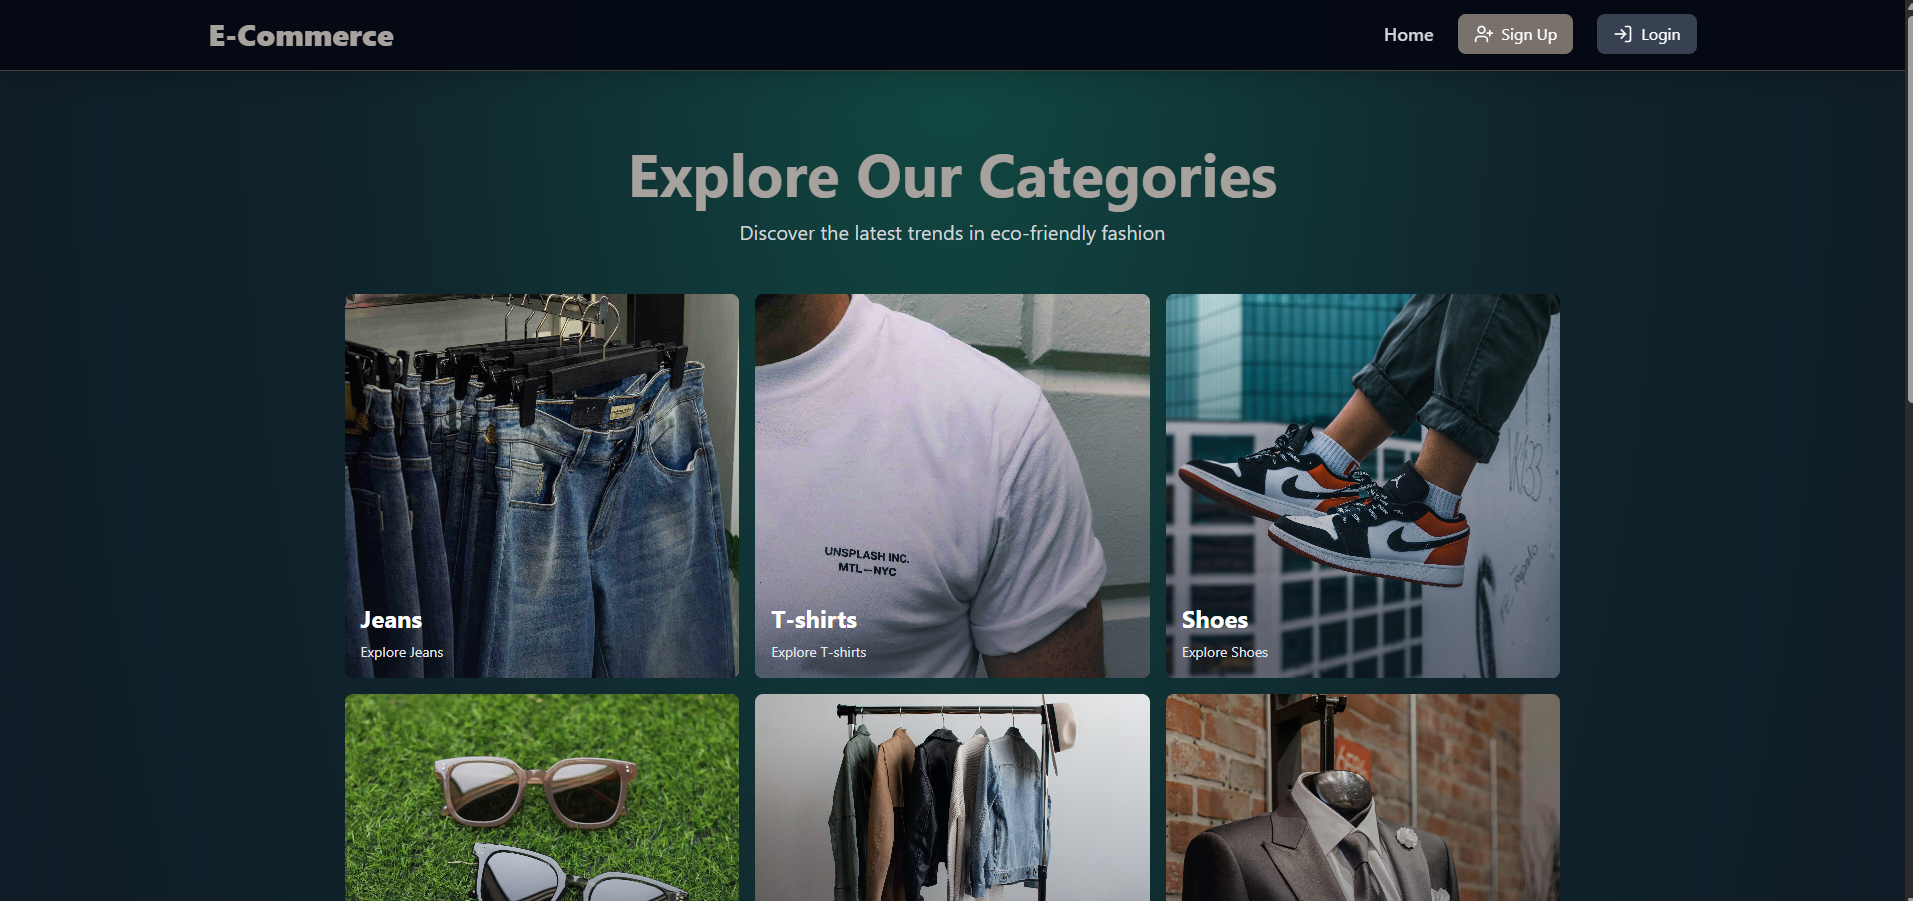 E-Commerce
Home
Sign Up
Login
Explore Our Categories
Discover the latest trends in eco-friendly fashion
UNSPLASH INC.
MTL—NYC
Jeans
Explore Jeans
T-shirts
Explore T-shirts
Shoes
Explore Shoes